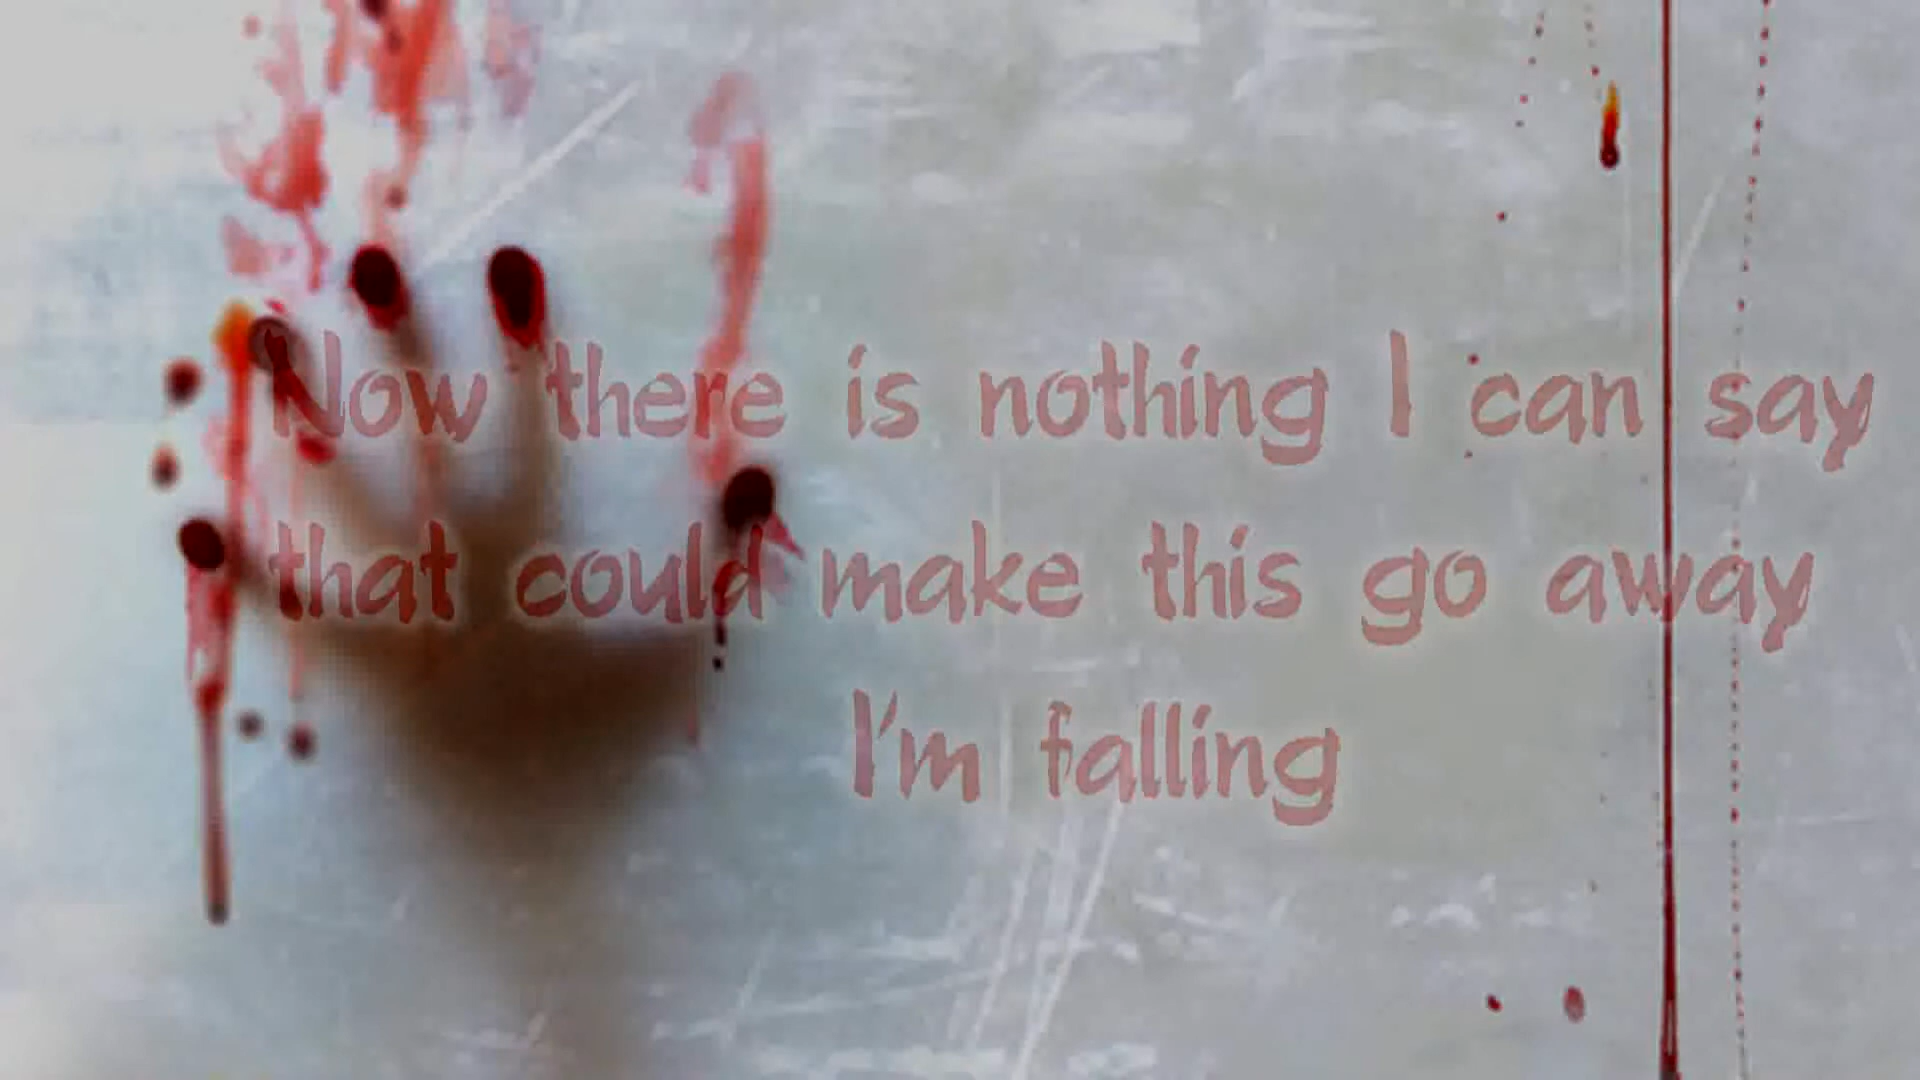 Now there is nothing I can say
that could make this go away
I'm falling